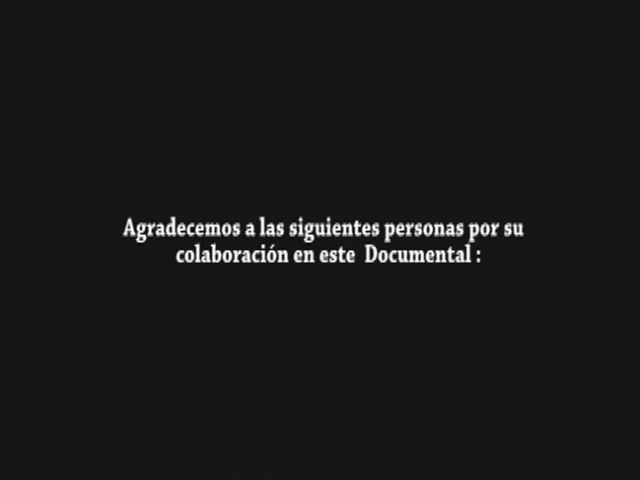 Agradecemos a las siguientes personas por su
colaboración en este  Documental :